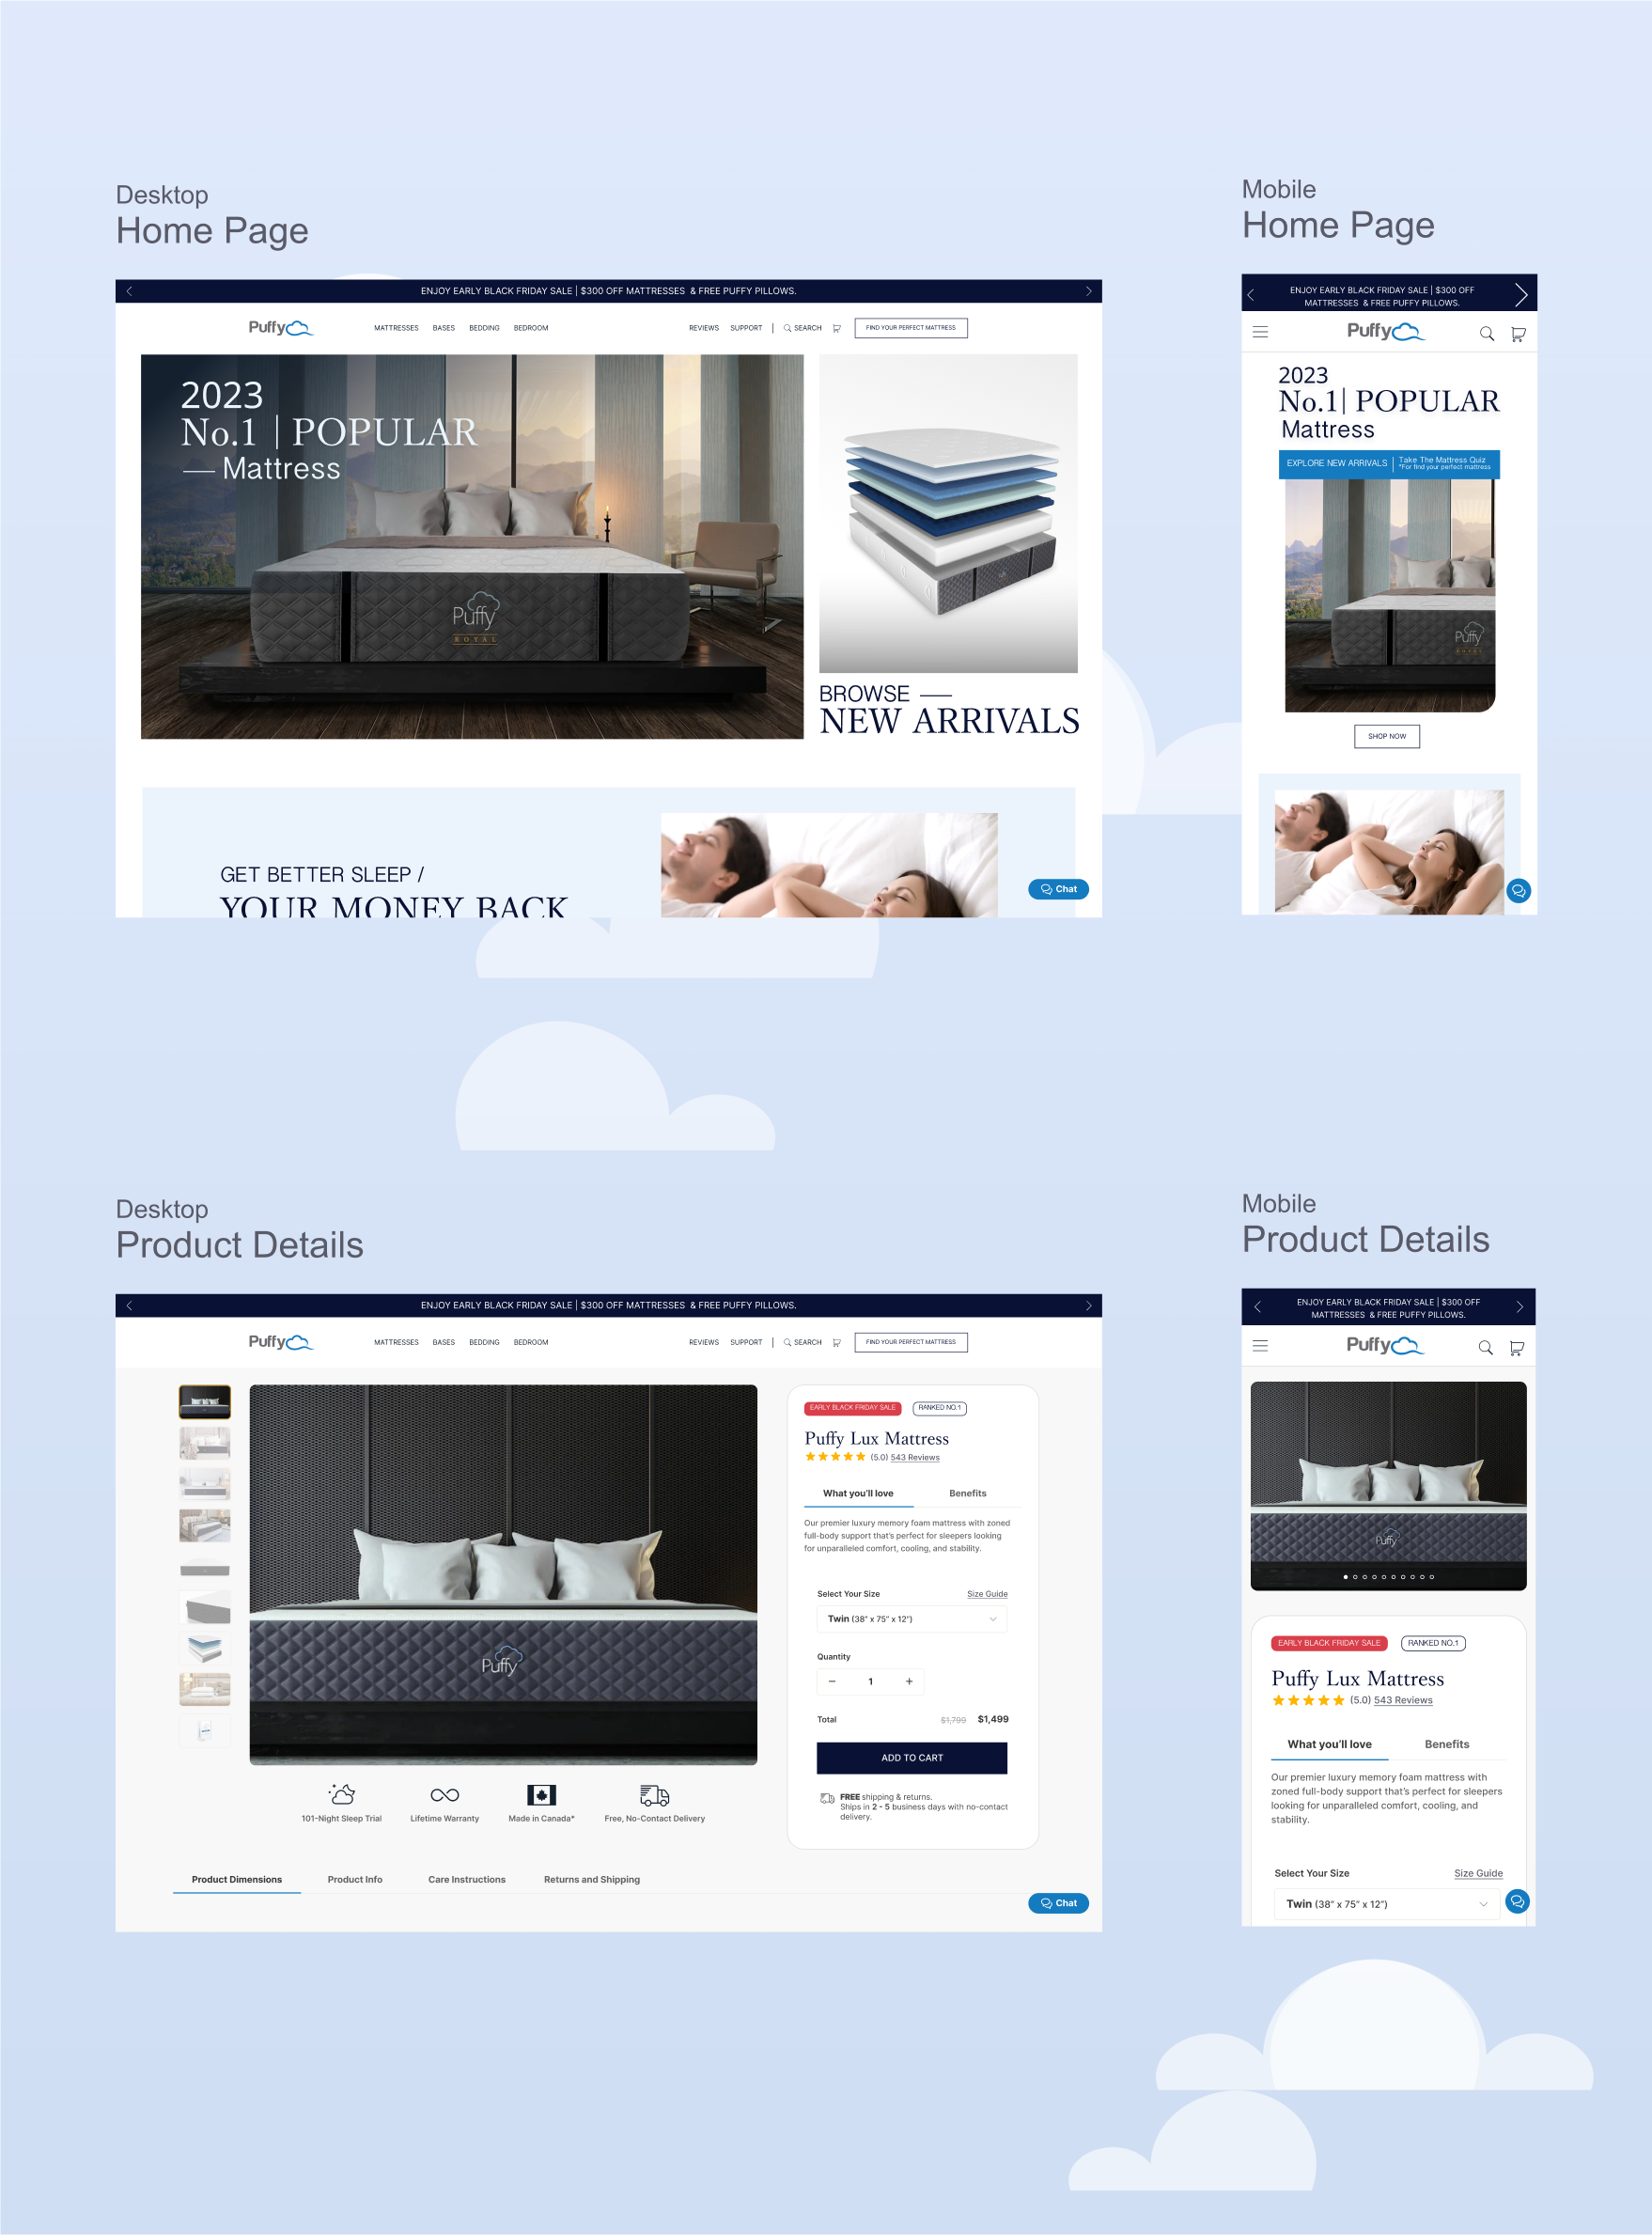 Desktop
Home Page
ENJOY EARLY BLACK FRIDAY SALE | $300 OFF MATTRESSES & FREE PUFFY PILLOWS.
Puffy
MATTRESSES BASES BEDDING BEDROOM
REVIEWS SUPPORT | SEARCH
FIND YOUR PERFECT MATTRESS
2023
No.1 | POPULAR
— Mattress
Puffy
ROYAL
BROWSE —
NEW ARRIVALS
GET BETTER SLEEP /
YOUR MONEY BACK
Chat
Mobile
Home Page
ENJOY EARLY BLACK FRIDAY SALE | $300 OFF
MATTRESSES & FREE PUFFY PILLOWS.
Puffy
2023
No.1| POPULAR
Mattress
EXPLORE NEW ARRIVALS
Take The Mattress Quiz
*For find your perfect mattress
Puffy
ROYAL
SHOP NOW
Desktop
Product Details
ENJOY EARLY BLACK FRIDAY SALE | $300 OFF MATTRESSES & FREE PUFFY PILLOWS.
Puffy
MATTRESSES BASES BEDDING BEDROOM
REVIEWS SUPPORT | SEARCH
FIND YOUR PERFECT MATTRESS
Puffy
EARLY BLACK FRIDAY SALE
RANKED NO.1
Puffy Lux Mattress
(5.0) 543 Reviews
What you'll love
Benefits
Our premier luxury memory foam mattress with zoned
full-body support that's perfect for sleepers looking
for unparalleled comfort, cooling, and stability.
Select Your Size
Size Guide
Twin (38" x 75" x 12")
Quantity
− 1 +
Total
$1,799 $1,499
ADD TO CART
FREE shipping & returns.
Ships in 2 - 5 business days with no-contact
delivery.
101-Night Sleep Trial
Lifetime Warranty
Made in Canada*
Free, No-Contact Delivery
Product Dimensions
Product Info
Care Instructions
Returns and Shipping
Chat
Mobile
Product Details
ENJOY EARLY BLACK FRIDAY SALE | $300 OFF
MATTRESSES & FREE PUFFY PILLOWS.
Puffy
Puffy
EARLY BLACK FRIDAY SALE
RANKED NO.1
Puffy Lux Mattress
(5.0) 543 Reviews
What you'll love
Benefits
Our premier luxury memory foam mattress with
zoned full-body support that's perfect for sleepers
looking for unparalleled comfort, cooling, and
stability.
Select Your Size
Size Guide
Twin (38" x 75" x 12")